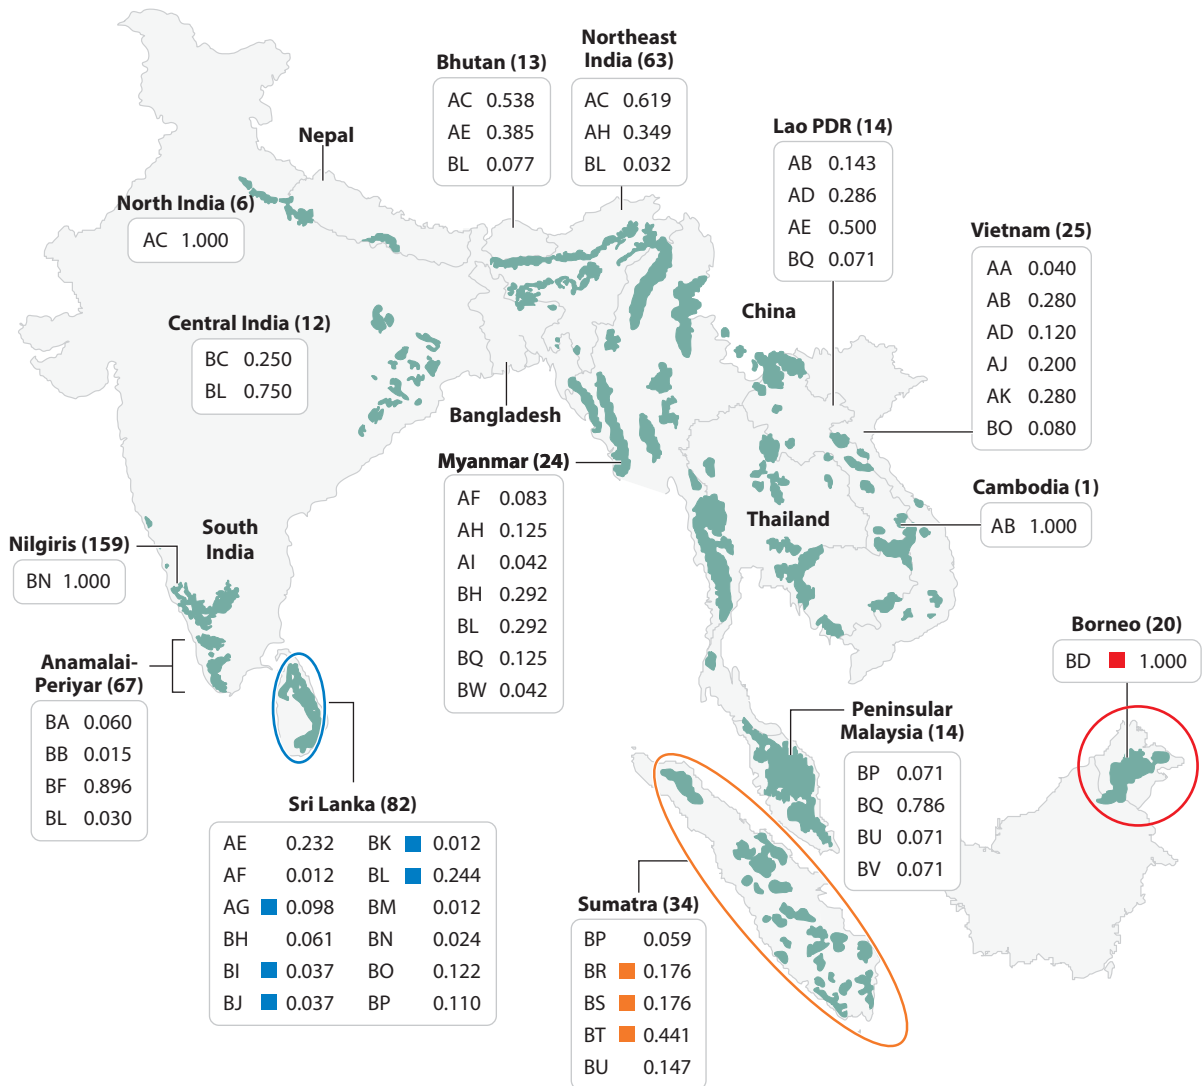 Northeast
India (63)
AC 0.619
AH 0.349
BL 0.032
Bhutan (13)
AC 0.538
AE 0.385
BL 0.077
Lao PDR (14)
AB 0.143
AD 0.286
AE 0.500
BQ 0.071
Nepal
North India (6)
AC 1.000
Vietnam (25)
AA 0.040
AB 0.280
AD 0.120
AJ 0.200
AK 0.280
BO 0.080
China
Central India (12)
BC 0.250
BL 0.750
Bangladesh
Myanmar (24)
AF 0.083
AH 0.125
AI 0.042
BH 0.292
BL 0.292
BQ 0.125
BW 0.042
Cambodia (1)
AB 1.000
Thailand
South
India
Nilgiris (159)
BN 1.000
Anamalai-
Periyar (67)
BA 0.060
BB 0.015
BF 0.896
BL 0.030
Borneo (20)
BD 1.000
Peninsular
Malaysia (14)
BP 0.071
BQ 0.786
BU 0.071
BV 0.071
Sri Lanka (82)
AE 0.232 BK 0.012
AF 0.012 BL 0.244
AG 0.098 BM 0.012
BH 0.061 BN 0.024
BI 0.037 BO 0.122
BJ 0.037 BP 0.110
Sumatra (34)
BP 0.059
BR 0.176
BS 0.176
BT 0.441
BU 0.147